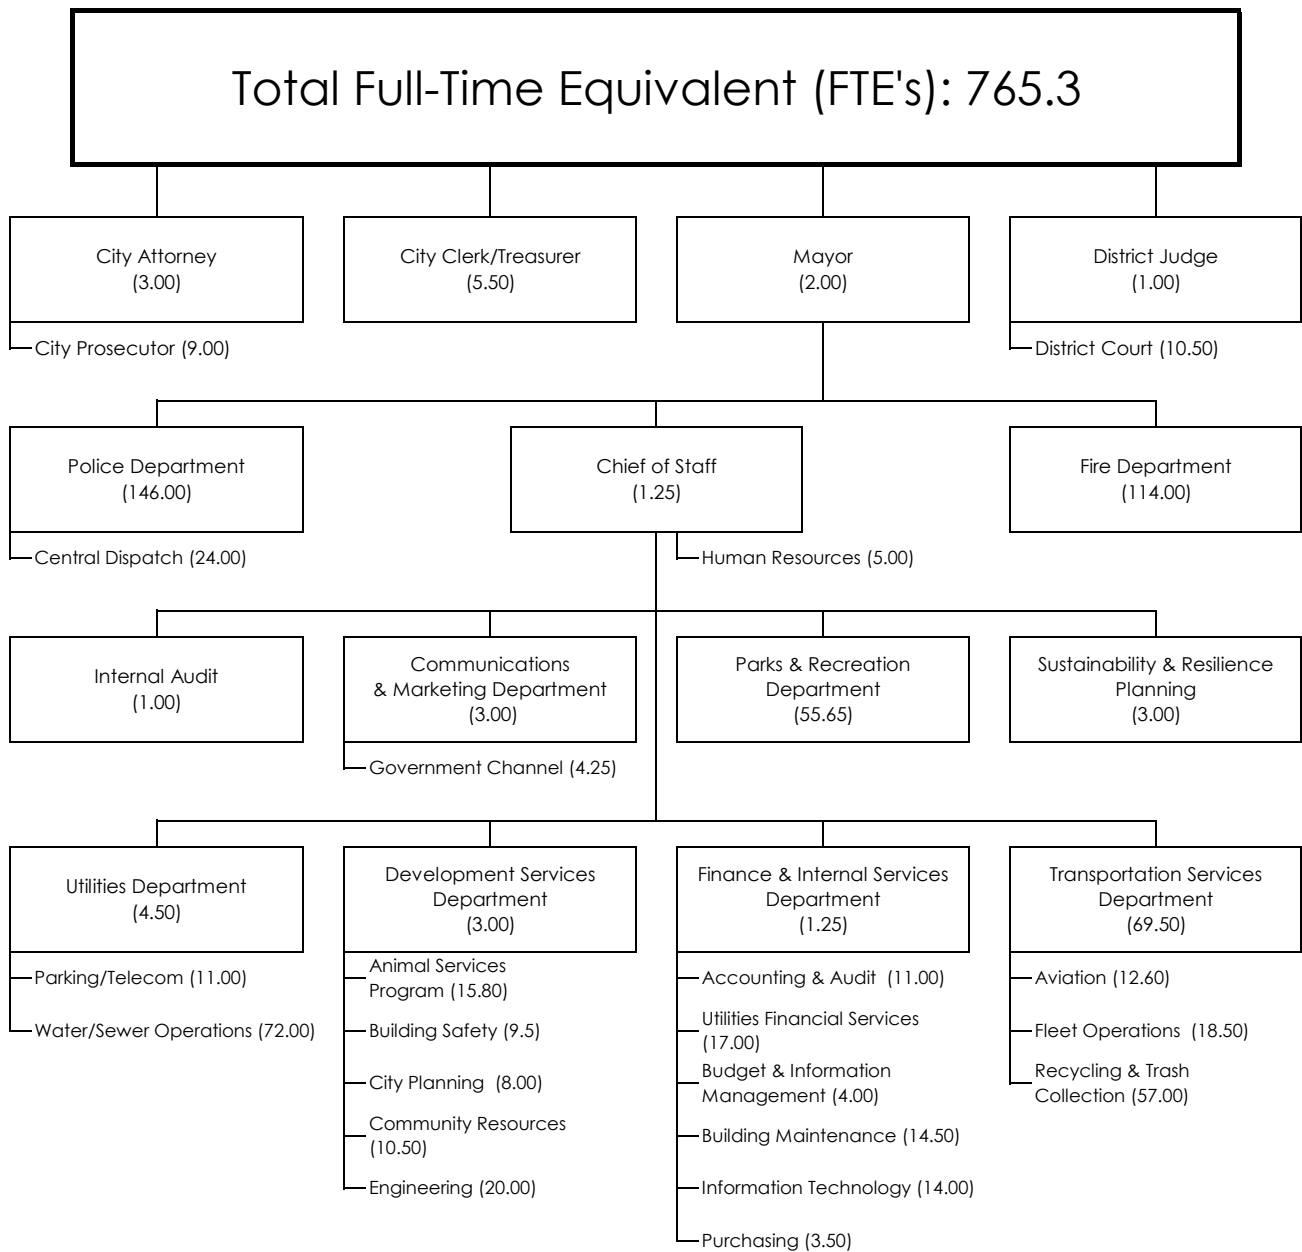 Total Full-Time Equivalent (FTE's): 765.3
City Attorney
(3.00)
City Clerk/Treasurer
(5.50)
Mayor
(2.00)
District Judge
(1.00)
City Prosecutor (9.00)
District Court (10.50)
Police Department
(146.00)
Chief of Staff
(1.25)
Fire Department
(114.00)
Central Dispatch (24.00)
Human Resources (5.00)
Internal Audit
(1.00)
Communications
& Marketing Department
(3.00)
Parks & Recreation
Department
(55.65)
Sustainability & Resilience
Planning
(3.00)
Government Channel (4.25)
Utilities Department
(4.50)
Development Services
Department
(3.00)
Finance & Internal Services
Department
(1.25)
Transportation Services
Department
(69.50)
Parking/Telecom (11.00)
Water/Sewer Operations (72.00)
Animal Services
Program (15.80)
Building Safety (9.5)
City Planning  (8.00)
Community Resources
(10.50)
Engineering (20.00)
Accounting & Audit  (11.00)
Utilities Financial Services
(17.00)
Budget & Information
Management (4.00)
Building Maintenance (14.50)
Information Technology (14.00)
Purchasing (3.50)
Aviation (12.60)
Fleet Operations  (18.50)
Recycling & Trash
Collection (57.00)